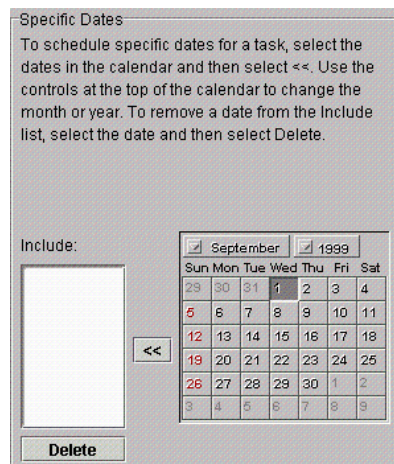 Specific Dates
To schedule specific dates for a task, select the
dates in the calendar and then select <<. Use the
controls at the top of the calendar to change the
month or year. To remove a date from the Include
list, select the date and then select Delete.
Include:
September 1999
Sun Mon Tue Wed Thu Fri Sat
29 30 31 1 2 3 4
5 6 7 8 9 10 11
12 13 14 15 16 17 18
<<
19 20 21 22 23 24 25
26 27 28 29 30 1 2
3 4 5 6 7 8 9
Delete